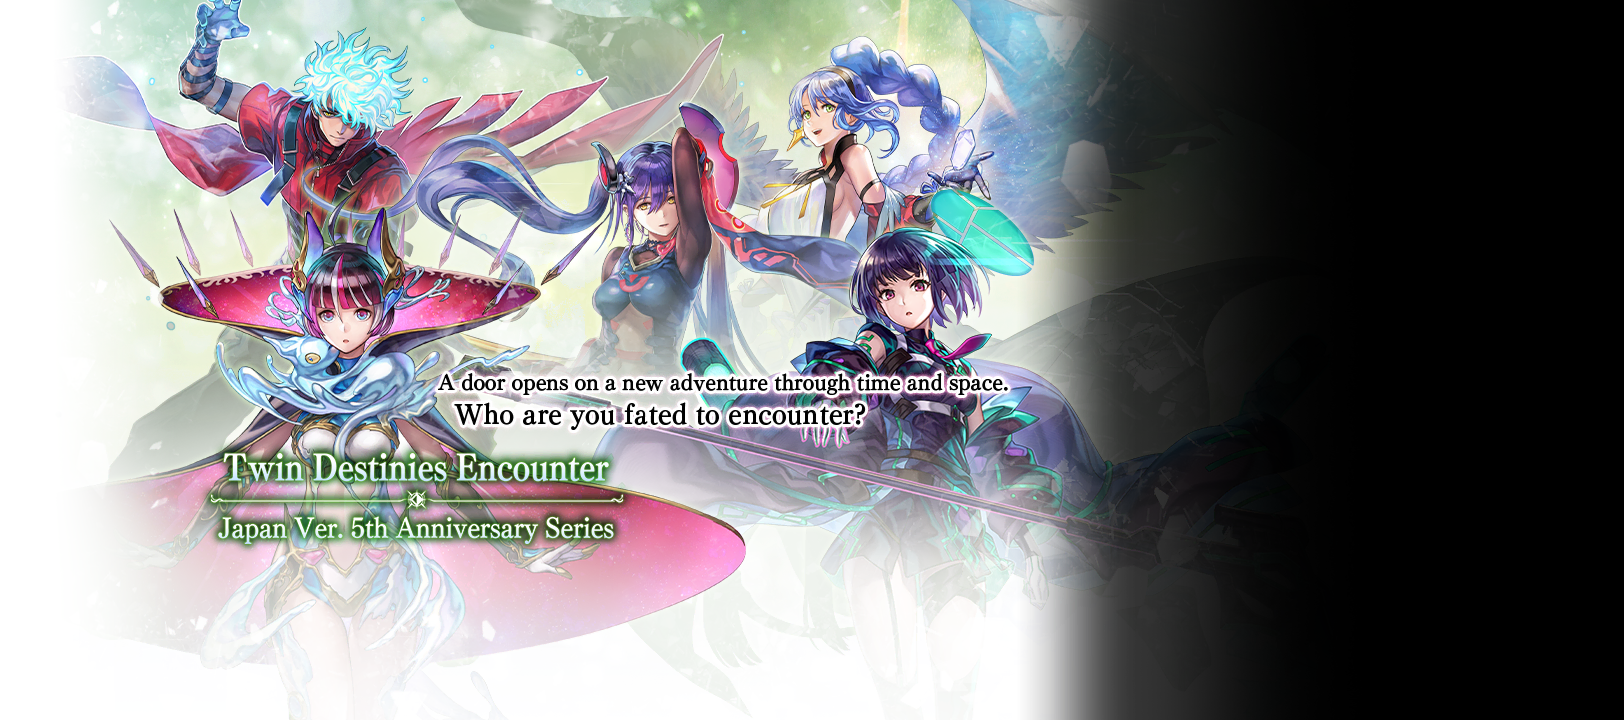 A door opens on a new adventure through time and space.
Who are you fated to encounter?
Twin Destinies Encounter
Japan Ver. 5th Anniversary Series